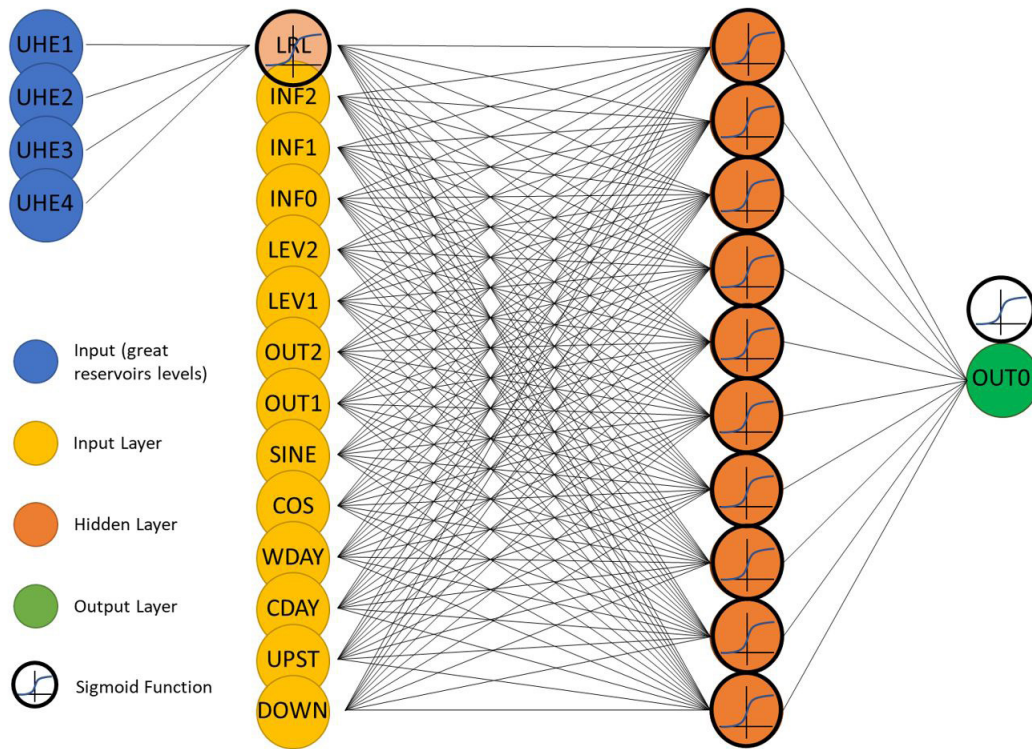 UHE1
UHE2
UHE3
UHE4
LRL
INF2
INF1
INF0
LEV2
LEV1
OUT2
OUT1
SINE
COS
WDAY
CDAY
UPST
DOWN
OUT0
Input (great
reservoirs levels)
Input Layer
Hidden Layer
Output Layer
Sigmoid Function